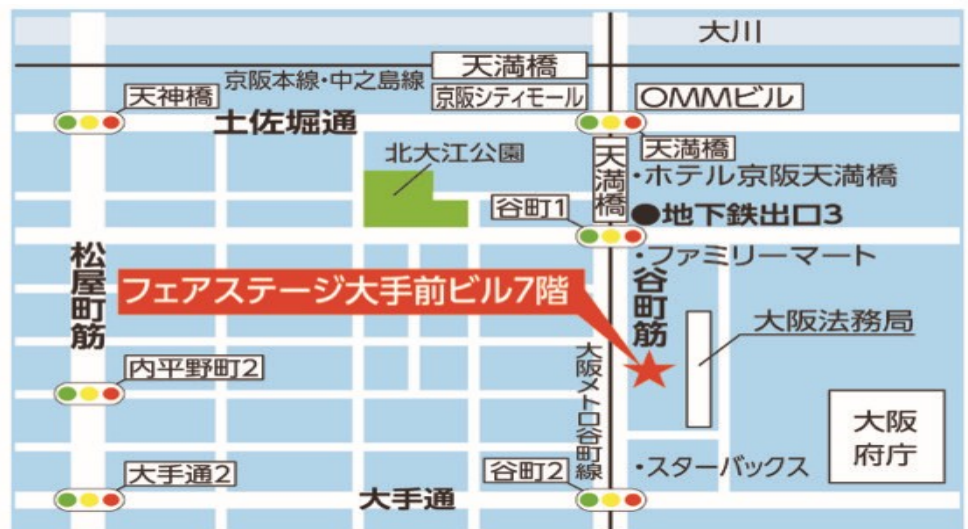 大川
天満橋
京阪本線・中之島線
天神橋
京阪シティモール
OMMビル
土佐堀通
天満橋
天満橋
北大江公園
・ホテル京阪天満橋
谷町1
●地下鉄出口3
・ファミリーマート
松屋町筋
谷町筋
フェアステージ大手前ビル7階
大阪法務局
大阪メトロ谷町線
内平野町2
大阪
府庁
大手通2
谷町2
・スターバックス
大手通